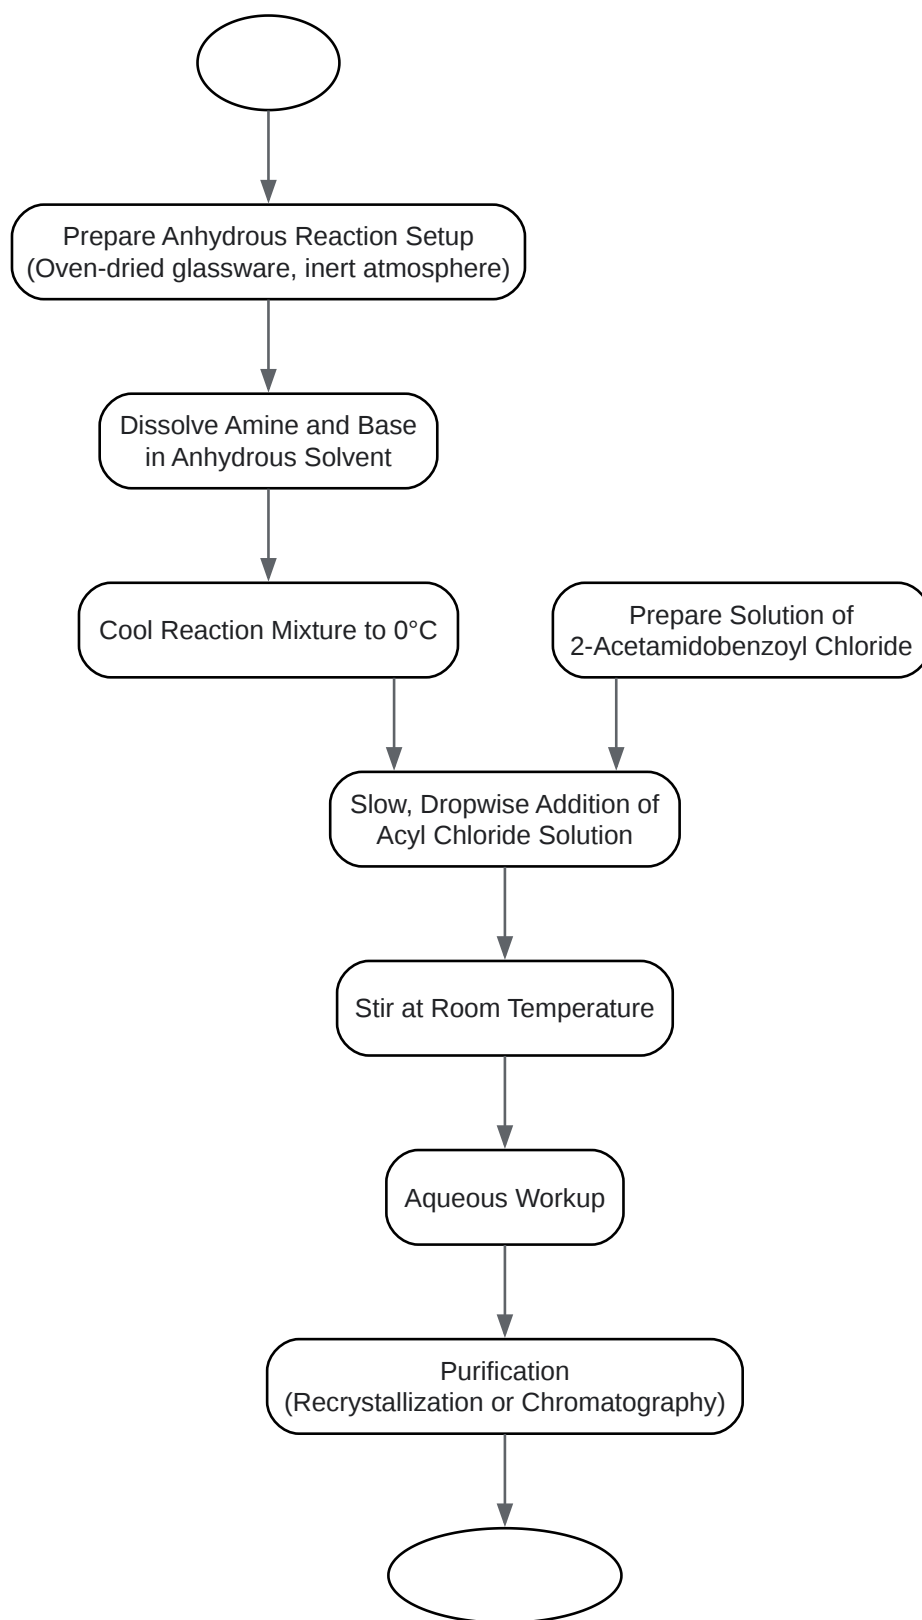 Prepare Anhydrous Reaction Setup
(Oven-dried glassware, inert atmosphere)
Dissolve Amine and Base
in Anhydrous Solvent
Cool Reaction Mixture to 0°C
Prepare Solution of
2-Acetamidobenzoyl Chloride
Slow, Dropwise Addition of
Acyl Chloride Solution
Stir at Room Temperature
Aqueous Workup
Purification
(Recrystallization or Chromatography)